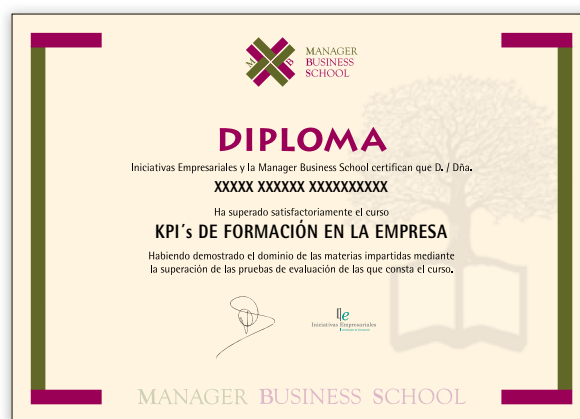 M B
MANAGER
BUSINESS
SCHOOL
DIPLOMA
Iniciativas Empresariales y la Manager Business School certifican que D. / Dña.
XXXXX XXXXXX XXXXXXXXXX
Ha superado satisfactoriamente el curso
KPI´s DE FORMACIÓN EN LA EMPRESA
Habiendo demostrado el dominio de las materias impartidas mediante
la superación de las pruebas de evaluación de las que consta el curso.
Iniciativas Empresariales
MANAGER BUSINESS SCHOOL